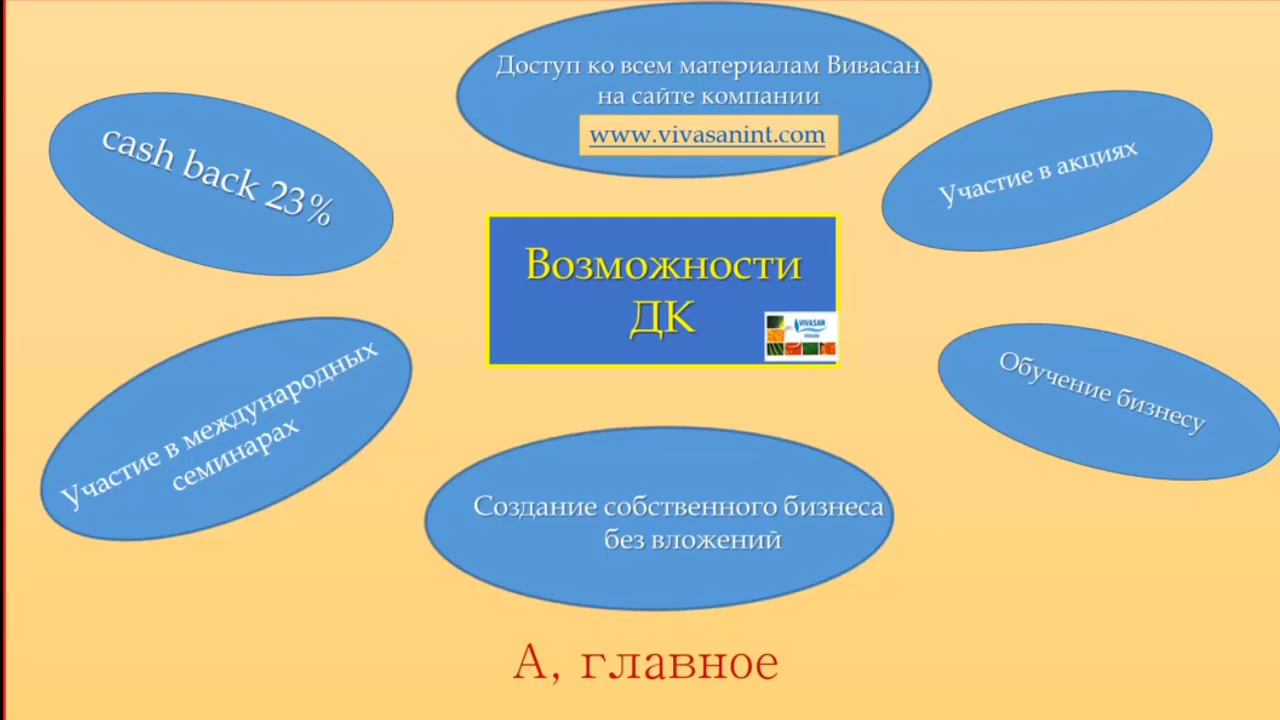 Доступ ко всем материалам Вивасан
на сайте компании
www.vivasanint.com
cash back 23%
Участие в акциях
Возможности
ДК
VIVASAN
Участие в международных
семинарах
Обучение бизнесу
Создание собственного бизнеса
без вложений
А, главное